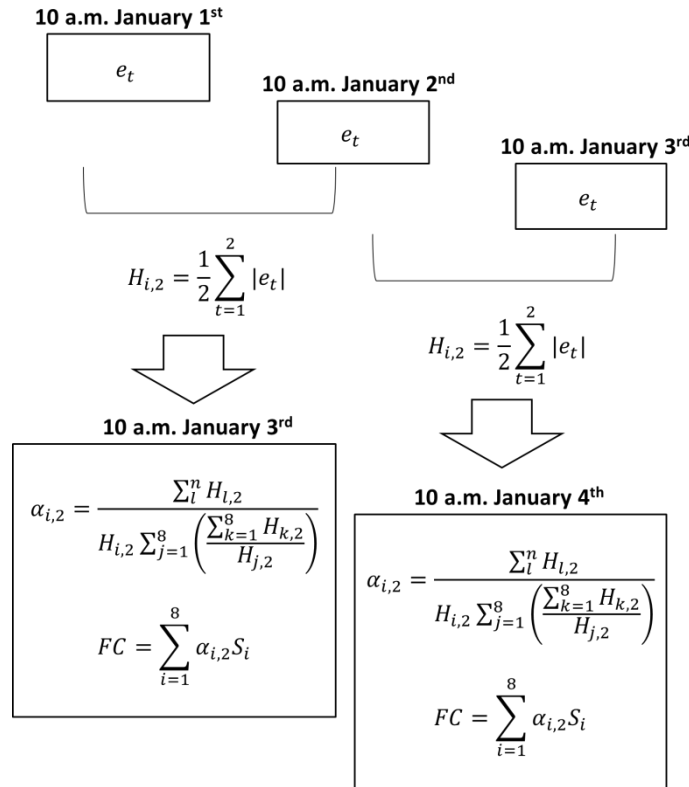 10 a.m. January 1st
e_t
10 a.m. January 2nd
e_t
10 a.m. January 3rd
e_t
H_{i,2} = \frac{1}{2} \sum_{t=1}^{2} |e_t|
H_{i,2} = \frac{1}{2} \sum_{t=1}^{2} |e_t|
10 a.m. January 3rd
\alpha_{i,2} = \frac{\sum_{l}^{n} H_{l,2}}{H_{i,2} \sum_{j=1}^{8} \left( \frac{\sum_{k=1}^{8} H_{k,2}}{H_{j,2}} \right)}
FC = \sum_{i=1}^{8} \alpha_{i,2} S_i
10 a.m. January 4th
\alpha_{i,2} = \frac{\sum_{l}^{n} H_{l,2}}{H_{i,2} \sum_{j=1}^{8} \left( \frac{\sum_{k=1}^{8} H_{k,2}}{H_{j,2}} \right)}
FC = \sum_{i=1}^{8} \alpha_{i,2} S_i